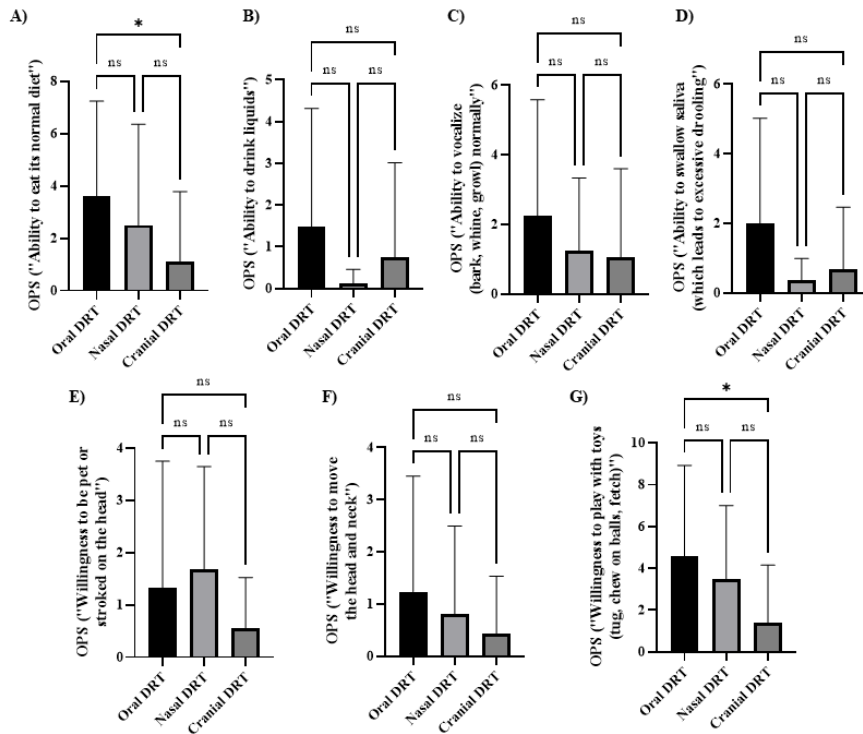 A)
OPS ("Ability to eat its normal diet")
*
ns
ns
8
6
4
2
0
Oral DRT
Nasal DRT
Cranial DRT
B)
OPS ("Ability to drink liquids")
ns
ns
ns
5
4
3
2
1
0
Oral DRT
Nasal DRT
Cranial DRT
C)
OPS ("Ability to vocalize
(bark, whine, growl) normally")
ns
ns
ns
6
4
2
0
Oral DRT
Nasal DRT
Cranial DRT
D)
OPS ("Ability to swallow saliva
(which leads to excessive drooling")
ns
ns
ns
6
4
2
0
Oral DRT
Nasal DRT
Cranial DRT
E)
OPS ("Willingness to be pet or
stroked on the head")
ns
ns
ns
4
3
2
1
0
Oral DRT
Nasal DRT
Cranial DRT
F)
OPS ("Willingness to move
the head and neck")
ns
ns
ns
4
3
2
1
0
Oral DRT
Nasal DRT
Cranial DRT
G)
OPS ("Willingness to play with toys
(tug, chew on balls, fetch)")
*
ns
ns
10
8
6
4
2
0
Oral DRT
Nasal DRT
Cranial DRT